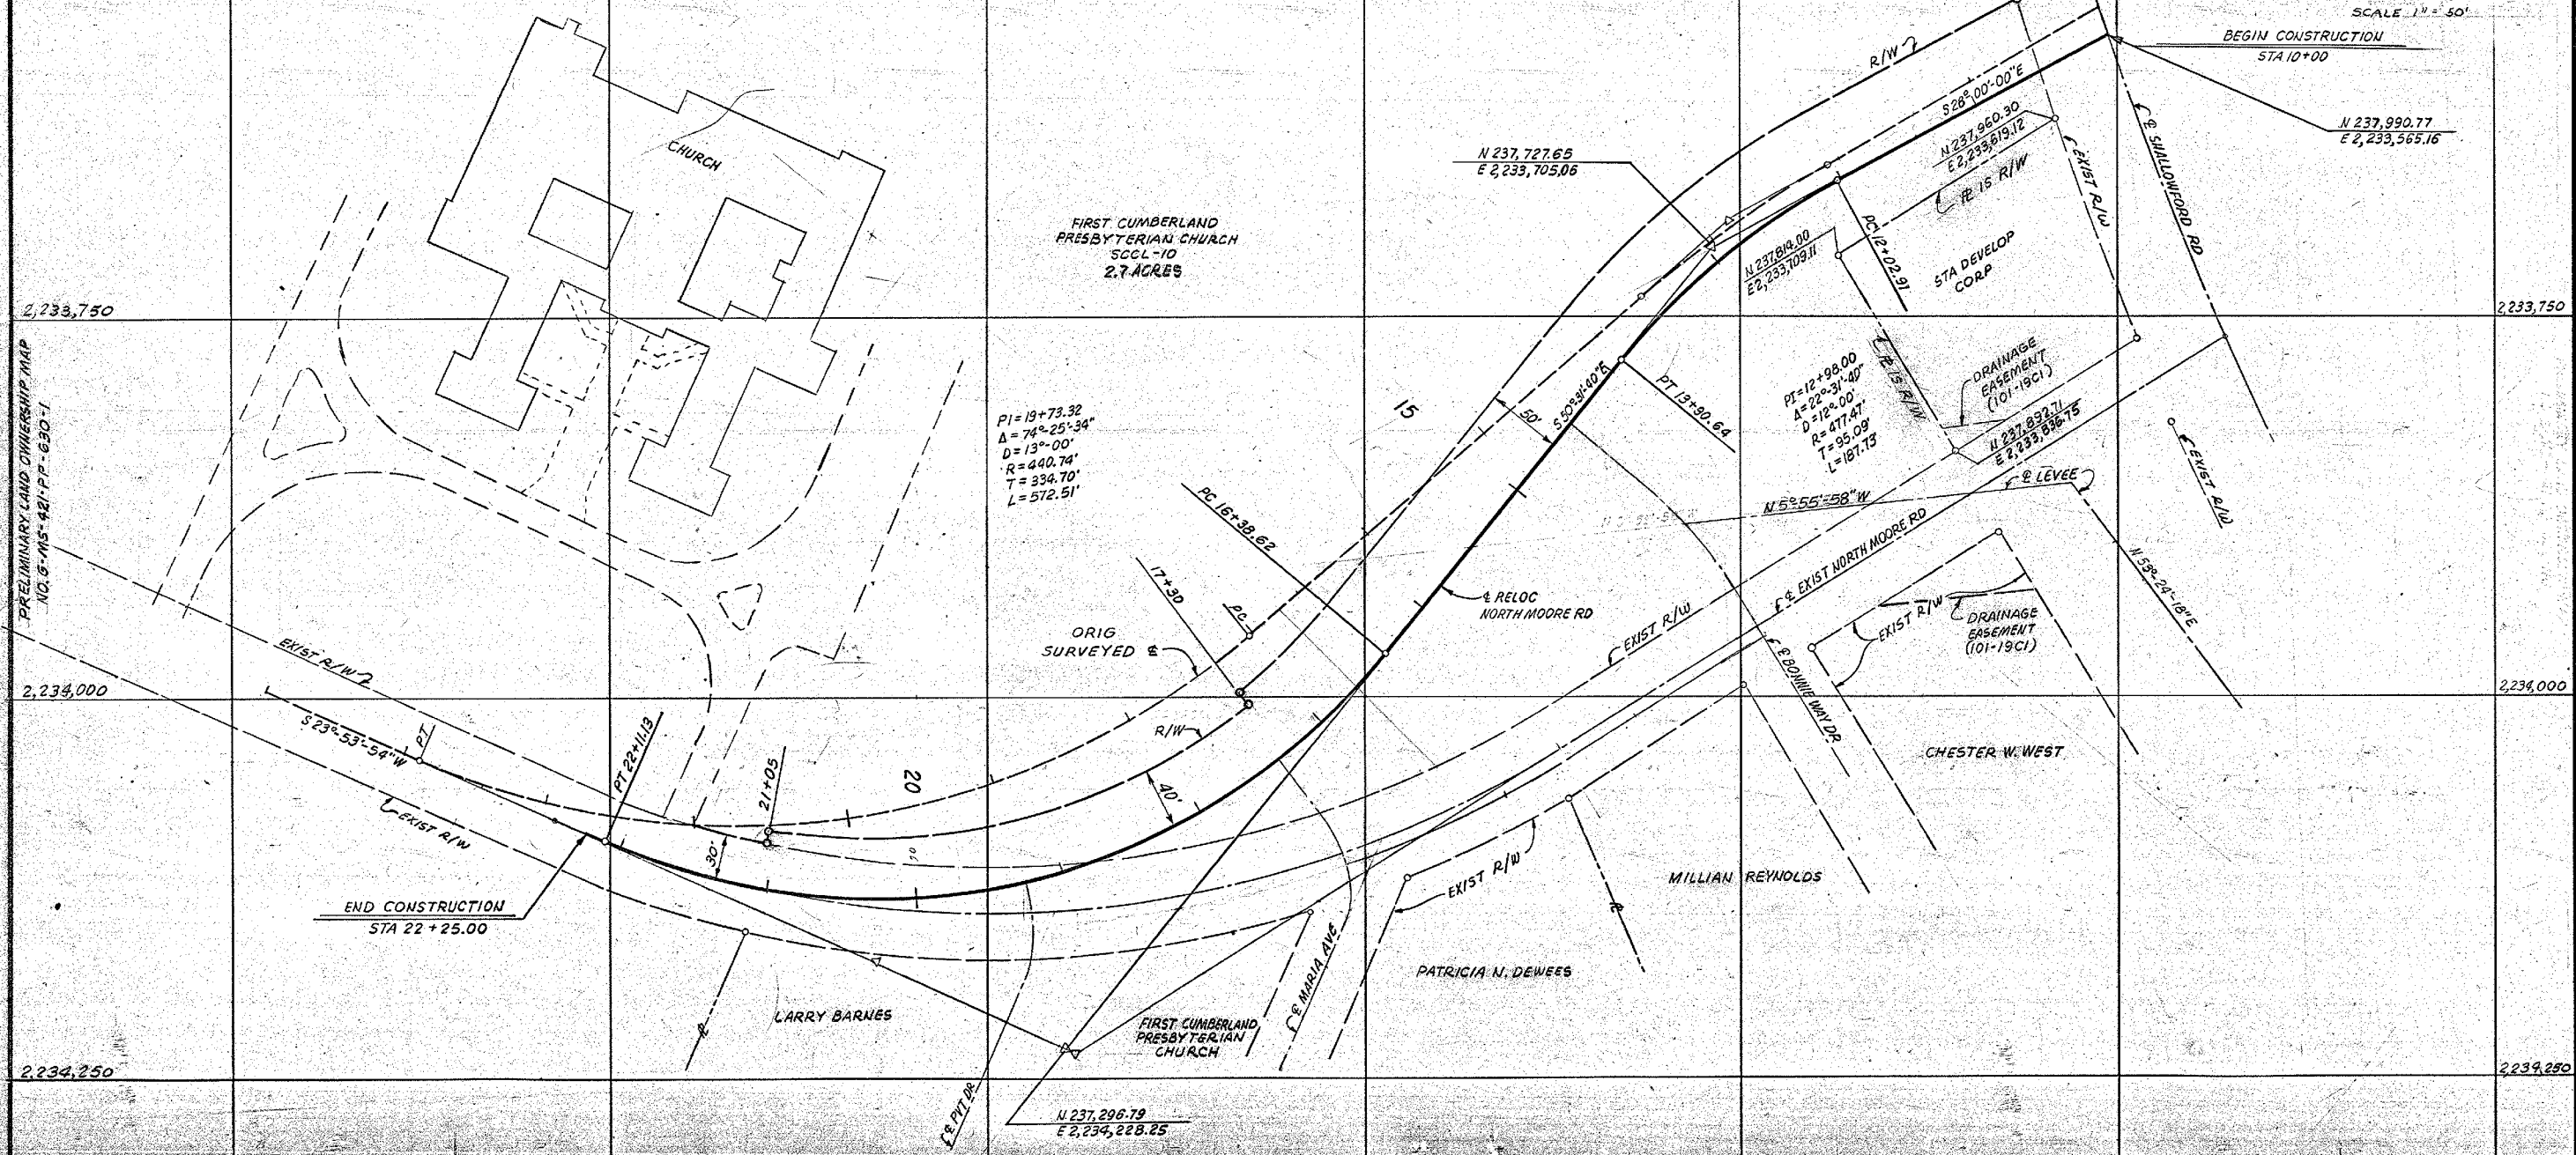 SCALE 1" = 50'
BEGIN CONSTRUCTION
STA 10+00
N 237,990.77
E 2,233,565.16
R/W
S 28°-00'-00"E
N 237,960.30
E 2,233,619.12
℄ SHALLOWFORD RD
EXIST R/W
℄ IS R/W
N 237,727.65
E 2,233,705.06
CHURCH
FIRST CUMBERLAND
PRESBYTERIAN CHURCH
SCCL-10
2.7 ACRES
N 237,819.00
E 2,233,709.11
PC 12+02.91
STA DEVELOP
CORP
2,233,750
2,233,750
PRELIMINARY LAND OWNERSHIP MAP
NO. G-MS-421-PP-630-1
PI = 12+98.00
Δ = 22°-31'-40"
D = 12°-00'
R = 477.47'
T = 95.09'
L = 187.73'
℄ IS R/W
DRAINAGE
EASEMENT
(101-19C1)
N 237,892.71
E 2,233,836.75
PT 13+90.64
S 50°-31'-40"E
50'
15
PI = 19+73.32
Δ = 74°-25'-34"
D = 13°-00'
R = 440.74'
T = 334.70'
L = 572.51'
PC 16+38.62
℄ LEVEE
N 5°-55'-58" W
EXIST R/W
N 53°-24'-18"E
℄ EXIST NORTH MOORE RD
17+30
PC
℄ RELOC
NORTH MOORE RD
EXIST R/W
DRAINAGE
EASEMENT
(101-19C1)
EXIST R/W
ORIG
SURVEYED ℄
EXIST R/W
℄ BONNIE WAY DR
2,234,000
2,234,000
S 23°-53'-54" W
PT
PT 22+11.13
21+05
20
R/W
40'
CHESTER W. WEST
EXIST R/W
30'
END CONSTRUCTION
STA 22+25.00
EXIST R/W
MILLIAN REYNOLDS
℄
PATRICIA N. DEWEES
℄ MARIA AVE
LARRY BARNES
℄
FIRST CUMBERLAND
PRESBYTERIAN
CHURCH
2,234,250
2,234,250
℄ PVT DR
N 237,296.79
E 2,234,228.25